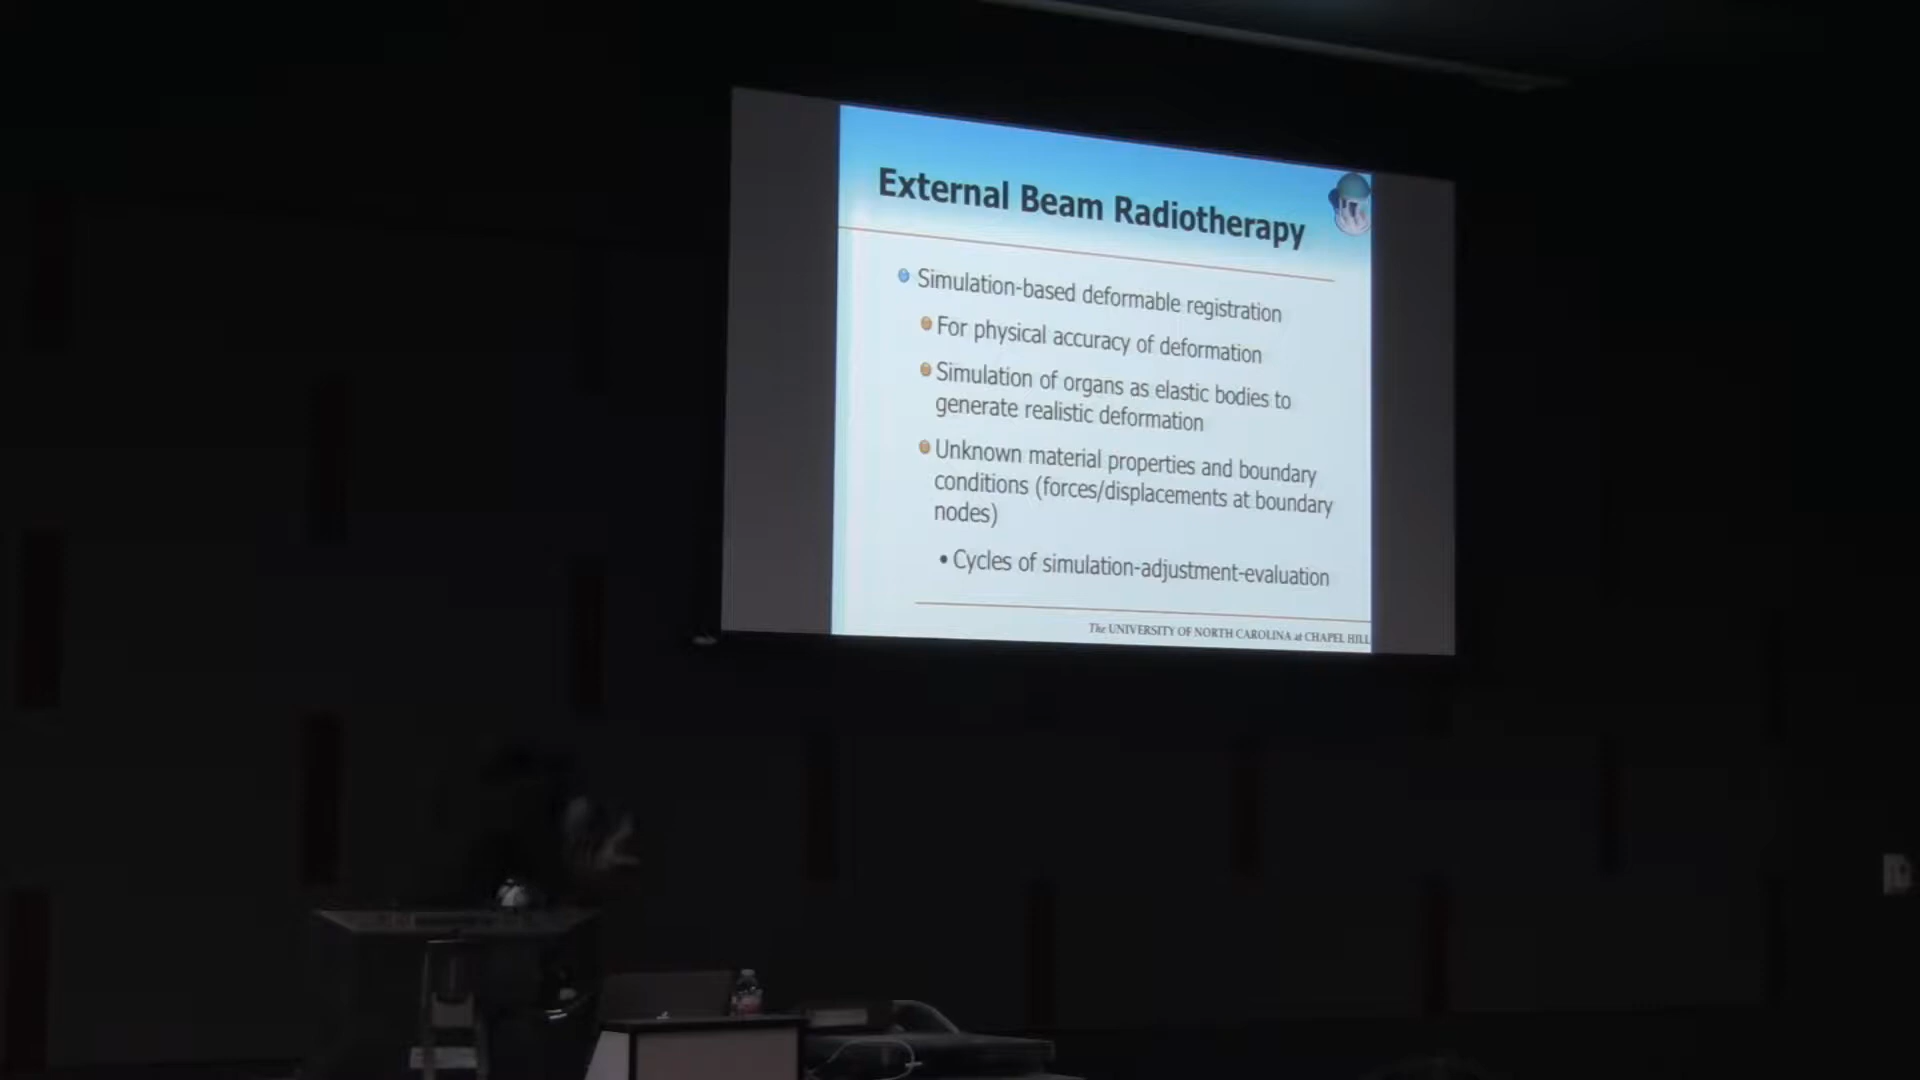 External Beam Radiotherapy
Simulation-based deformable registration
For physical accuracy of deformation
Simulation of organs as elastic bodies to
generate realistic deformation
Unknown material properties and boundary
conditions (forces/displacements at boundary
nodes)
• Cycles of simulation-adjustment-evaluation
The UNIVERSITY OF NORTH CAROLINA at CHAPEL HILL